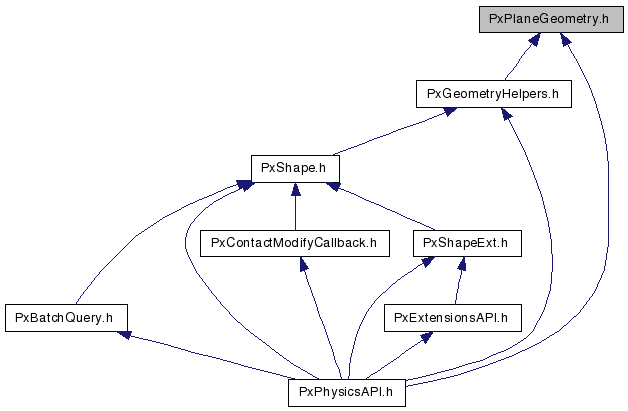 PxPlaneGeometry.h
PxGeometryHelpers.h
PxShape.h
PxContactModifyCallback.h
PxShapeExt.h
PxBatchQuery.h
PxExtensionsAPI.h
PxPhysicsAPI.h